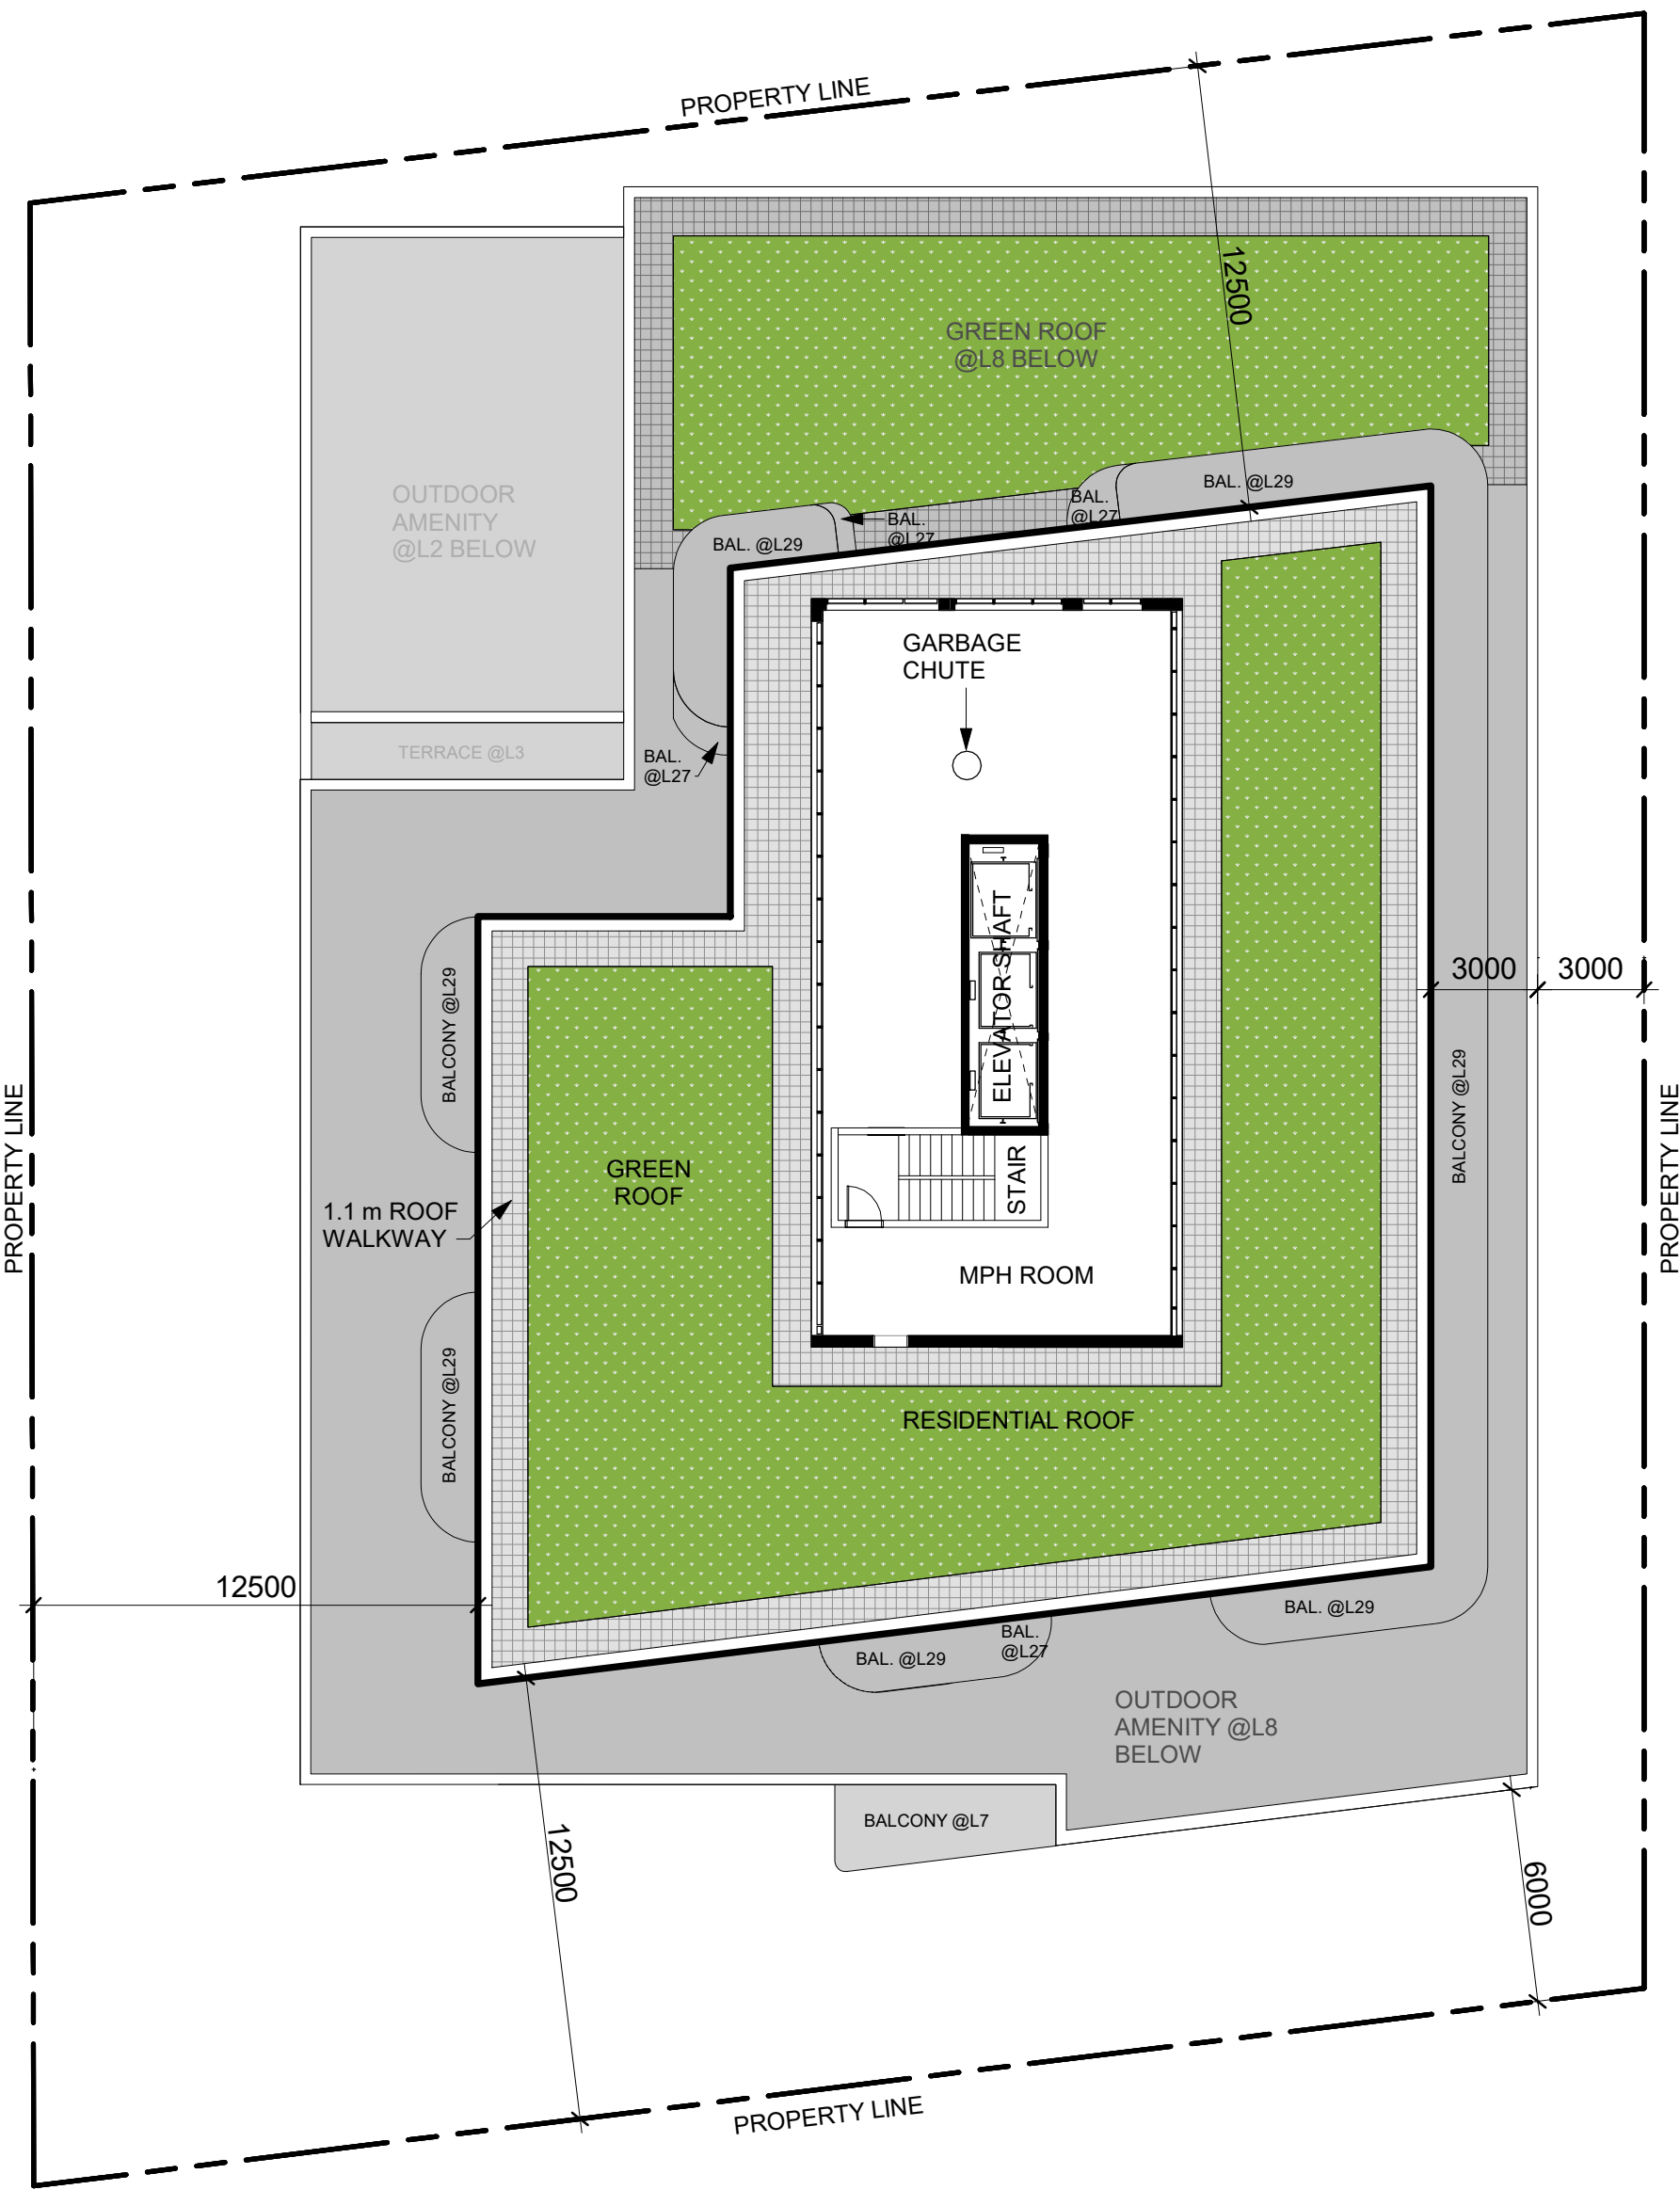 PROPERTY LINE
12500
GREEN ROOF
@L8 BELOW
OUTDOOR
AMENITY
@L2 BELOW
BAL. @L29
BAL.
@L27
BAL.
@L27
BAL. @L29
GARBAGE
CHUTE
TERRACE @L3
BAL.
@L27
ELEVATOR SHAFT
3000
3000
BALCONY @L29
BALCONY @L29
PROPERTY LINE
PROPERTY LINE
GREEN
ROOF
STAIR
1.1 m ROOF
WALKWAY
MPH ROOM
BALCONY @L29
RESIDENTIAL ROOF
12500
BAL. @L29
BAL.
@L27
BAL. @L29
OUTDOOR
AMENITY @L8
BELOW
BALCONY @L7
12500
6000
PROPERTY LINE